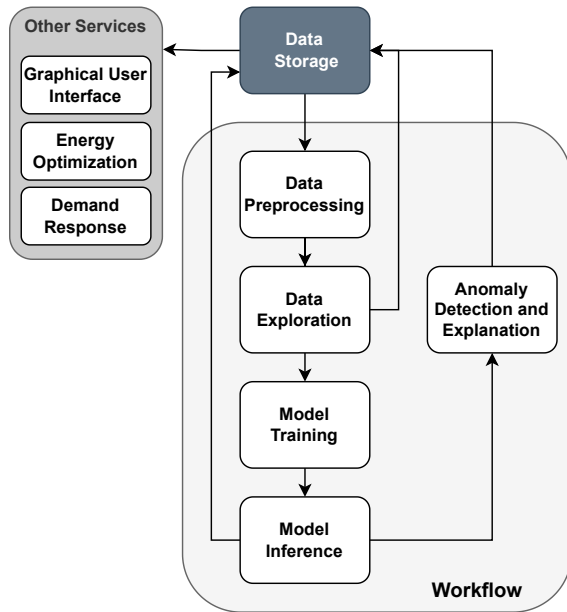 Other Services
Graphical User
Interface
Energy
Optimization
Demand
Response
Data
Storage
Data
Preprocessing
Data
Exploration
Model
Training
Model
Inference
Anomaly
Detection and
Explanation
Workflow